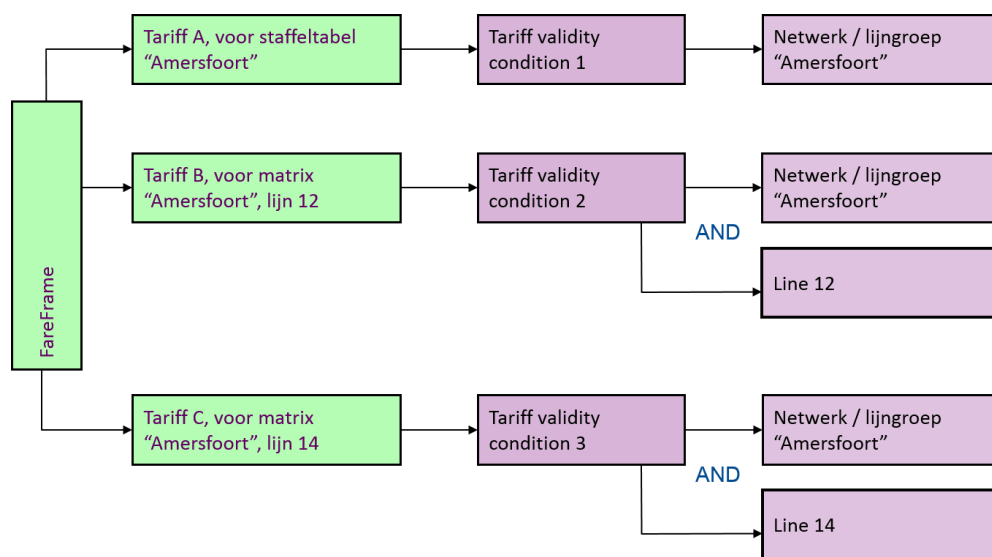 Tariff A, voor staffeltabel
“Amersfoort”
Tariff validity
condition 1
Netwerk / lijngroep
“Amersfoort”
FareFrame
Tariff B, voor matrix
“Amersfoort”, lijn 12
Tariff validity
condition 2
Netwerk / lijngroep
“Amersfoort”
AND
Line 12
Tariff C, voor matrix
“Amersfoort”, lijn 14
Tariff validity
condition 3
Netwerk / lijngroep
“Amersfoort”
AND
Line 14